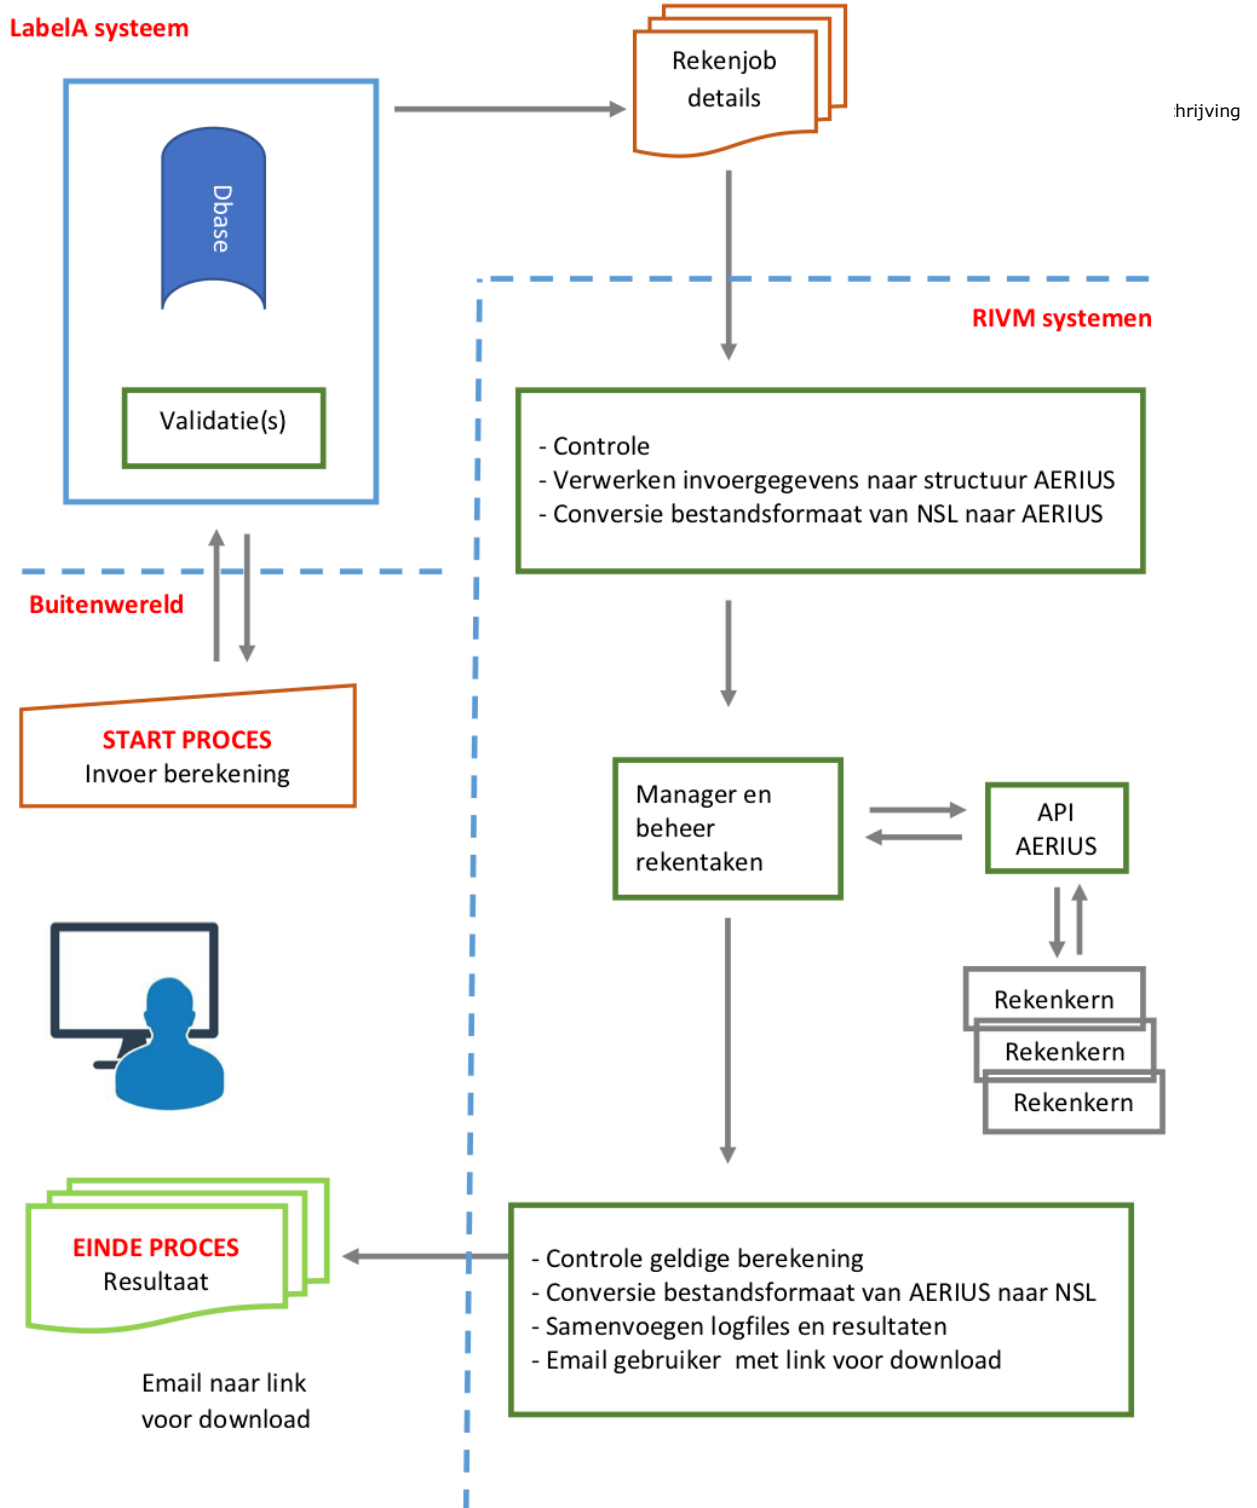 LabelA systeem
Rekenjob
details
Dbase
Validatie(s)
RIVM systemen
- Controle
- Verwerken invoergegevens naar structuur AERIUS
- Conversie bestandsformaat van NSL naar AERIUS
Buitenwereld
START PROCES
Invoer berekening
Manager en
beheer
rekentaken
API
AERIUS
Rekenkern
Rekenkern
Rekenkern
EINDE PROCES
Resultaat
- Controle geldige berekening
- Conversie bestandsformaat van AERIUS naar NSL
- Samenvoegen logfiles en resultaten
- Email gebruiker  met link voor download
Email naar link
voor download